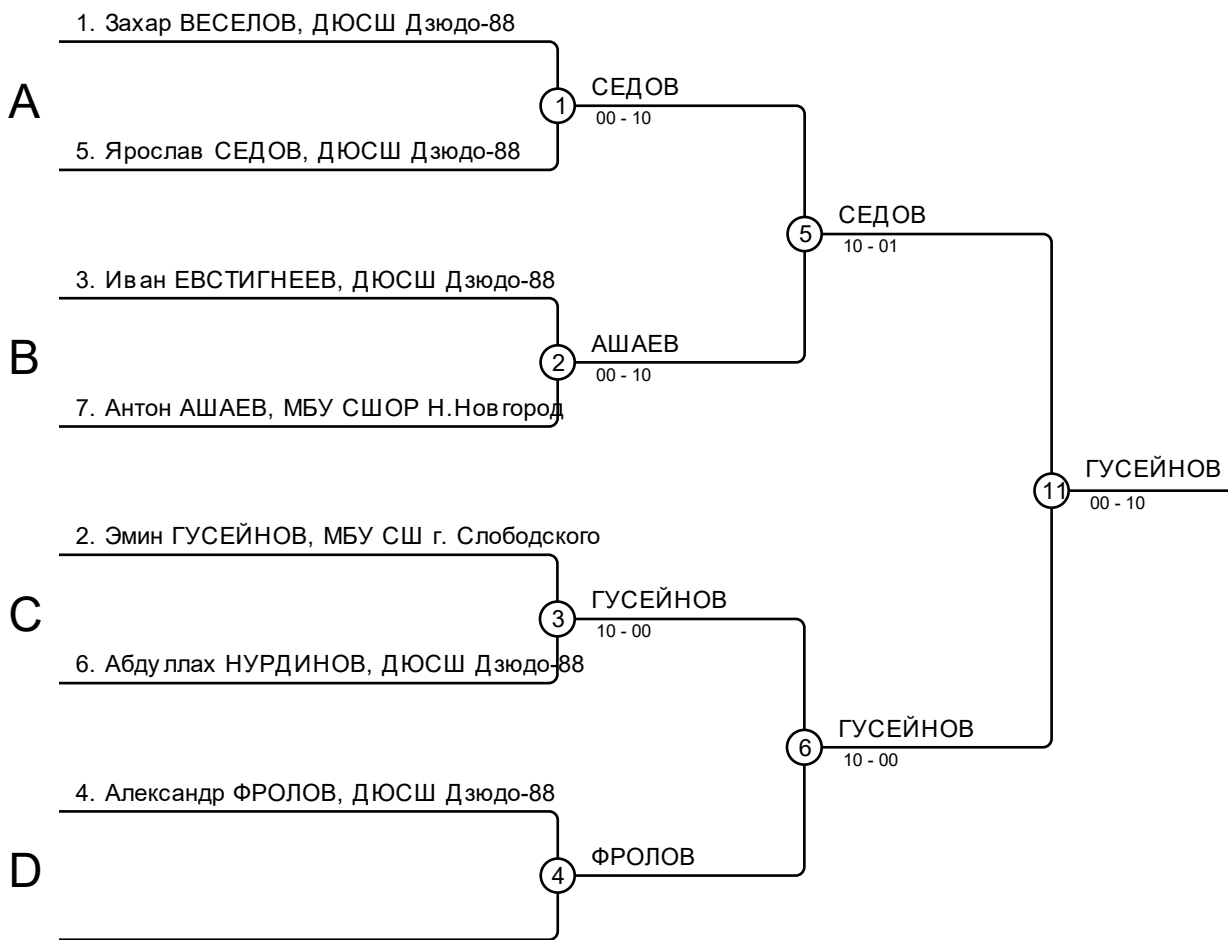 1. Захар ВЕСЕЛОВ, ДЮСШ Дзюдо-88
A
1
СЕДОВ
00 - 10
5. Ярослав СЕДОВ, ДЮСШ Дзюдо-88
5
СЕДОВ
10 - 01
3. Иван ЕВСТИГНЕЕВ, ДЮСШ Дзюдо-88
B
2
АШАЕВ
00 - 10
7. Антон АШАЕВ, МБУ СШОР Н.Новгород
11
ГУСЕЙНОВ
00 - 10
2. Эмин ГУСЕЙНОВ, МБУ СШ г. Слободского
C
3
ГУСЕЙНОВ
10 - 00
6. Абдуллах НУРДИНОВ, ДЮСШ Дзюдо-88
6
ГУСЕЙНОВ
10 - 00
4. Александр ФРОЛОВ, ДЮСШ Дзюдо-88
D
4
ФРОЛОВ